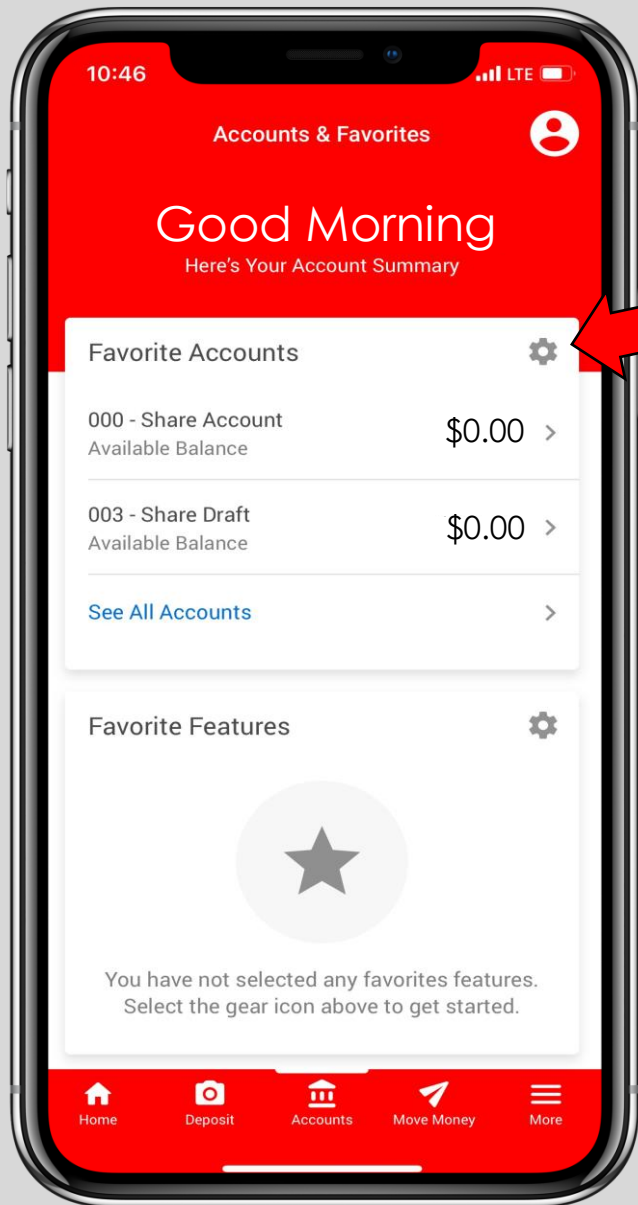 10:46
LTE
Accounts & Favorites
Good Morning
Here's Your Account Summary
Favorite Accounts
000 - Share Account
Available Balance
$0.00
003 - Share Draft
Available Balance
$0.00
See All Accounts
Favorite Features
You have not selected any favorites features.
Select the gear icon above to get started.
Home Deposit Accounts Move Money More